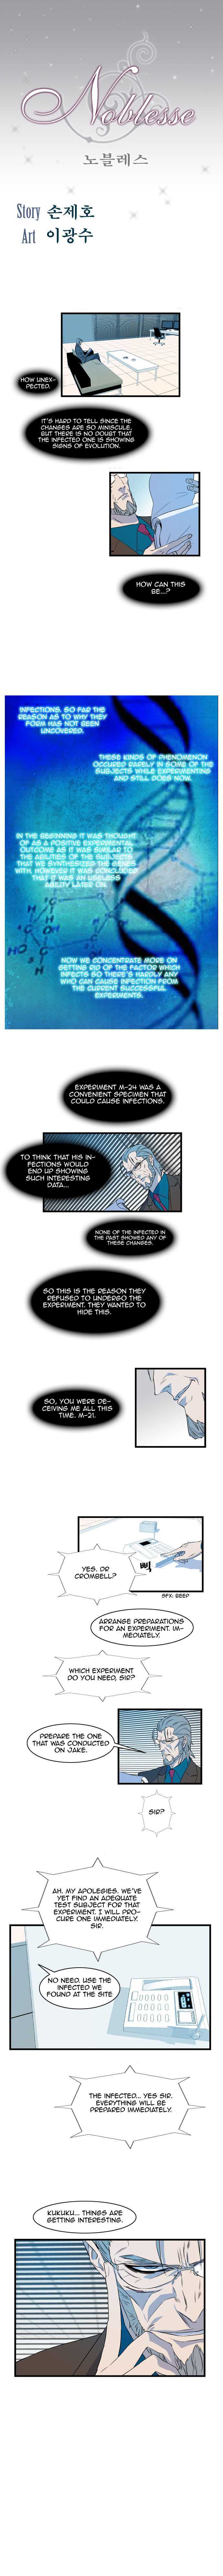 Noblesse
노블레스
Story 손제호
Art 이광수
HOW UNEX-
PECTED.
IT'S HARD TO TELL SINCE THE
CHANGES ARE SO MINISCULE,
BUT THERE IS NO DOUBT THAT
THE INFECTED ONE IS SHOWING
SIGNS OF EVOLUTION.
HOW CAN THIS
BE...?
INFECTIONS. SO FAR THE
REASON AS TO WHY THEY
FORM HAS NOT BEEN
UNCOVERED.
THESE KINDS OF PHENOMENON
OCCURED RARELY IN SOME OF THE
SUBJECTS WHILE EXPERIMENTING
AND STILL DOES NOW.
IN THE BEGINNING IT WAS THOUGHT
OF AS A POSITIVE EXPERIMENTAL
OUTCOME AS IT WAS SIMILAR TO
THE ABILITIES OF THE SUBJECTS
THAT WE SYNTHESIZED THE GENES
WITH, HOWEVER IT WAS CONCLUDED
THAT IT WAS AN USELESS
ABILITY LATER ON.
NOW WE CONCENTRATE MORE ON
GETTING RID OF THE FACTOR WHICH
INFECTS SO THERE'S HARDLY ANY
WHO CAN CAUSE INFECTION FROM
THE CURRENT SUCCESSFUL
EXPERIMENTS.
EXPERIMENT M-24 WAS A
CONVENIENT SPECIMEN THAT
COULD CAUSE INFECTIONS.
TO THINK THAT HIS IN-
FECTIONS WOULD
END UP SHOWING
SUCH INTERESTING
DATA...
NONE OF THE INFECTED IN
THE PAST SHOWED ANY OF
THESE CHANGES.
SO THIS IS THE REASON THEY
REFUSED TO UNDERGO THE
EXPERIMENT. THEY WANTED TO
HIDE THIS.
SO, YOU WERE DE-
CEIVING ME ALL THIS
TIME. M-21.
삐
SFX: BEEP
YES. DR
CROMBELL?
ARRANGE PREPARATIONS
FOR AN EXPERIMENT. IM-
MEDIATELY.
WHICH EXPERIMENT
DO YOU NEED, SIR?
PREPARE THE ONE
THAT WAS CONDUCTED
ON JAKE.
SIR?
AH. MY APOLEGIES. WE'VE
YET FIND AN ADEQUATE
TEST SUBJECT FOR THAT
EXPERIMENT. I WILL PRO-
CURE ONE IMMEDIATELY.
SIR.
NO NEED. USE THE
INFECTED WE
FOUND AT THE SITE
THE INFECTED... YES SIR.
EVERYTHING WILL BE
PREPARED IMMEDIATELY.
KUKUKU... THINGS ARE
GETTING INTERESTING.